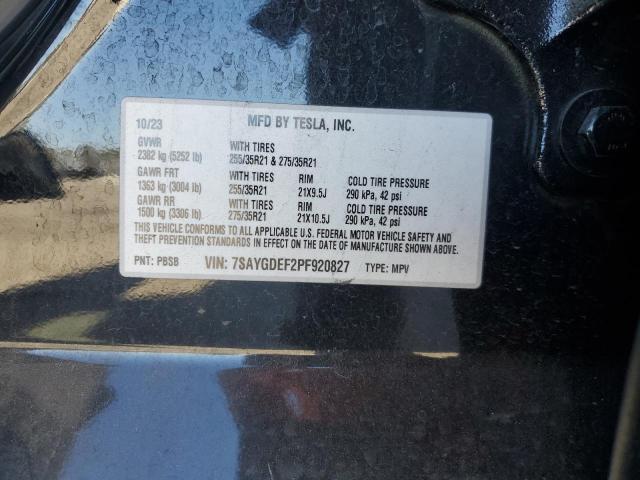 10/23 MFD BY TESLA, INC.
GVWR WITH TIRES
2382 kg (5252 lb) 255/35R21 & 275/35R21
GAWR FRT WITH TIRES RIM COLD TIRE PRESSURE
1363 kg (3004 lb) 255/35R21 21X9.5J 290 kPa, 42 psi
GAWR RR WITH TIRES RIM COLD TIRE PRESSURE
1500 kg (3306 lb) 275/35R21 21X10.5J 290 kPa, 42 psi
THIS VEHICLE CONFORMS TO ALL APPLICABLE U.S. FEDERAL MOTOR VEHICLE SAFETY AND
THEFT PREVENTION STANDARDS IN EFFECT ON THE DATE OF MANUFACTURE SHOWN ABOVE.
PNT: PBSB VIN: 7SAYGDEF2PF920827 TYPE: MPV